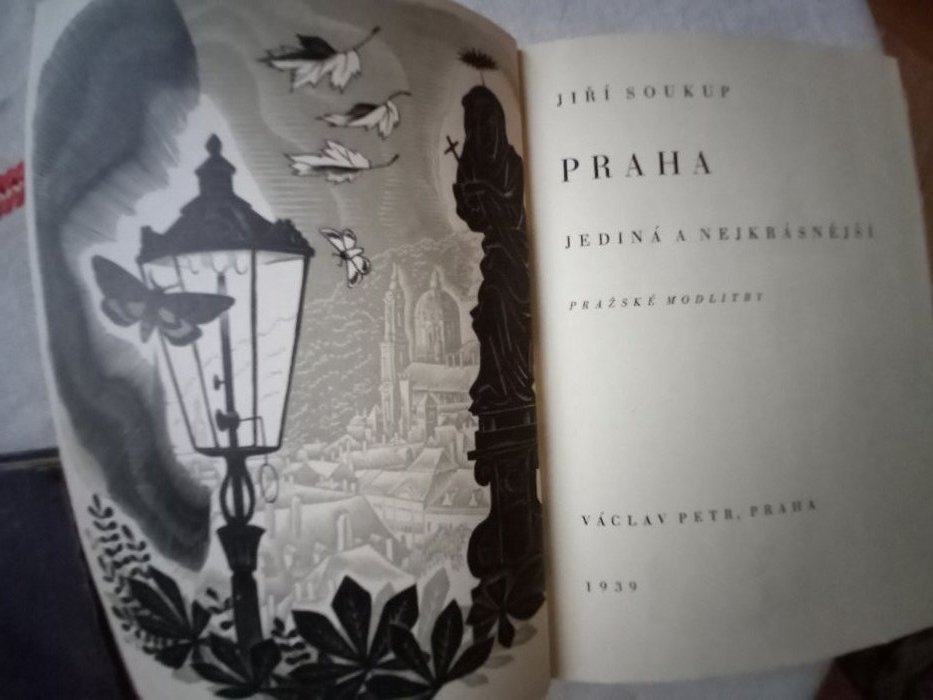 JIŘÍ SOUKUP
PRAHA
JEDINÁ A NEJKRÁSNĚJŠÍ
PRAŽSKÉ MODLITBY
VÁCLAV PETR, PRAHA
1939